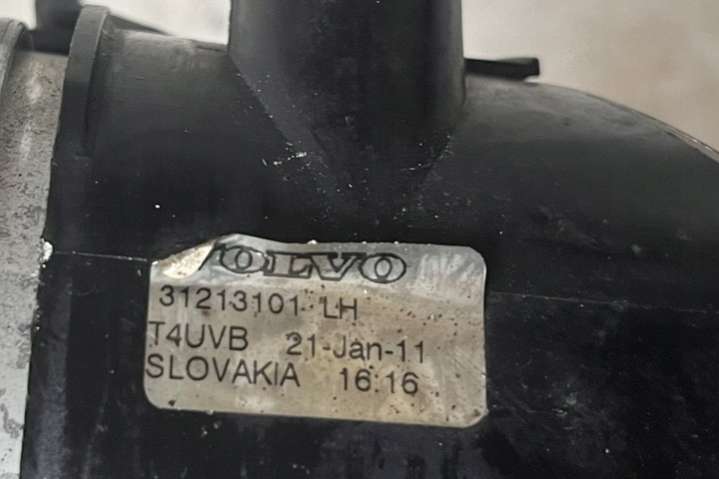 VOLVO
31213101 LH
T4UVB 21-Jan-11
SLOVAKIA 16:16